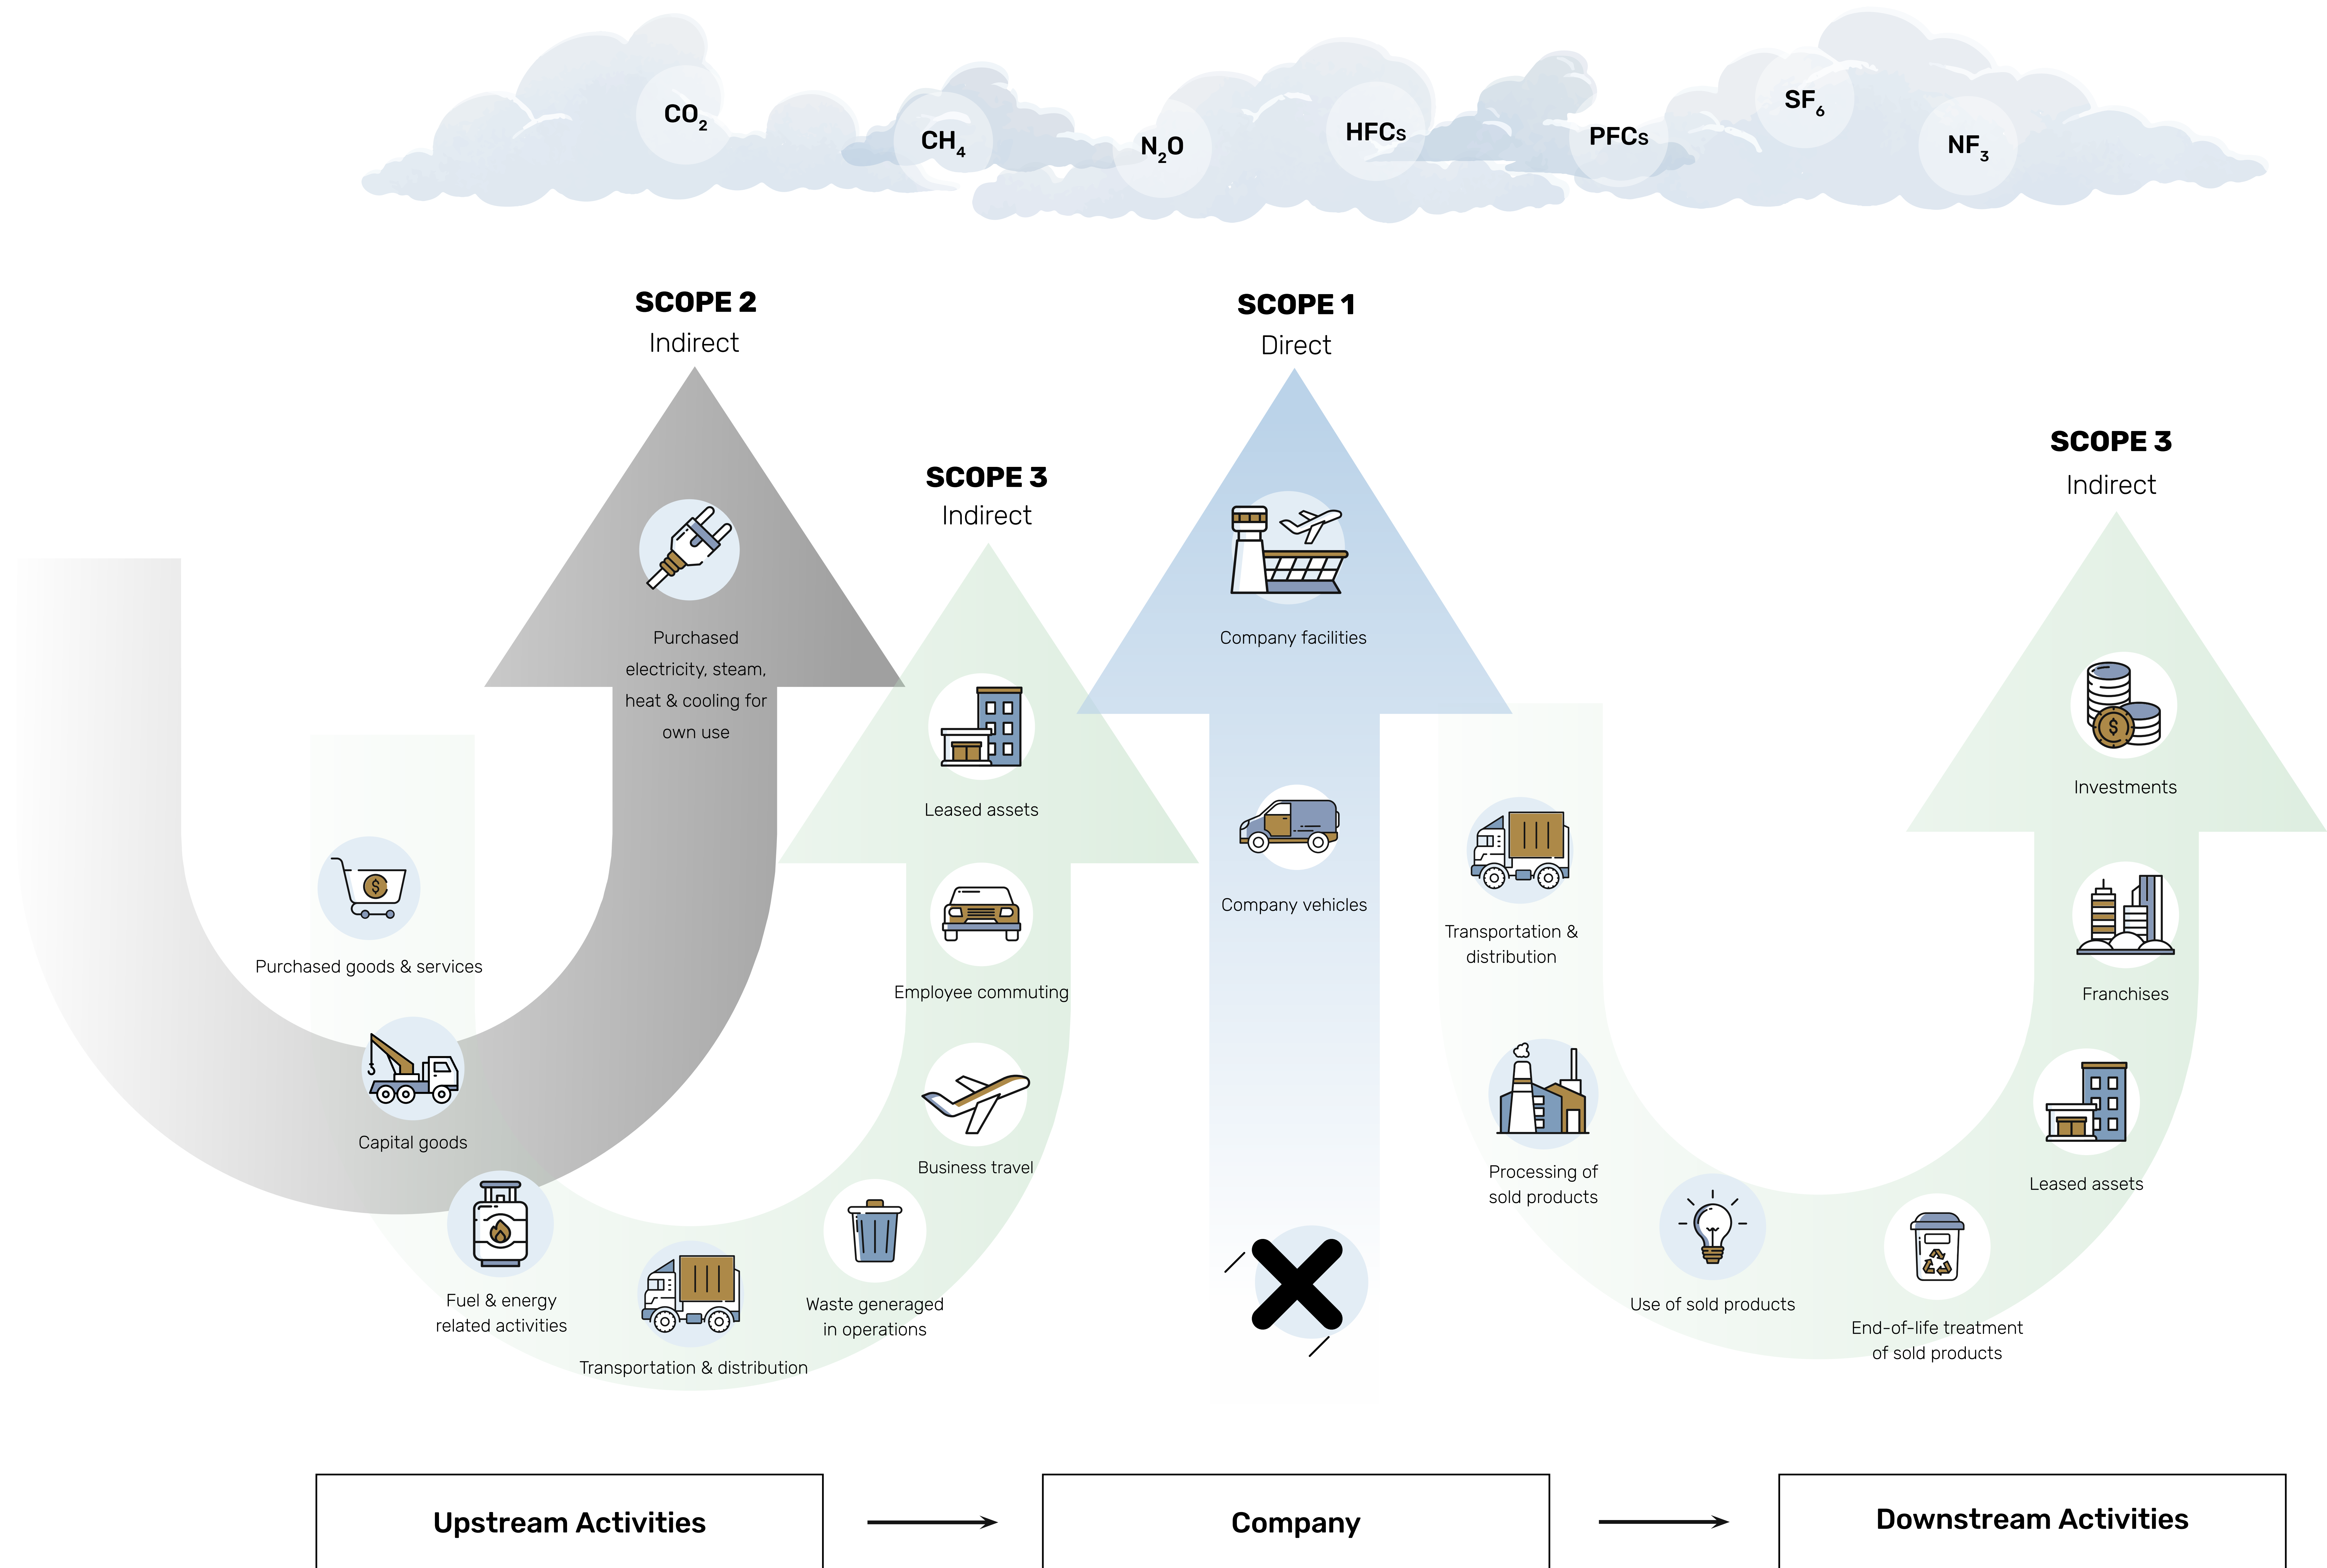 CO₂
CH₄
N₂O
HFCs
PFCs
SF₆
NF₃
SCOPE 2
Indirect
Purchased
electricity, steam,
heat & cooling for
own use
SCOPE 3
Indirect
Leased assets
Employee commuting
Business travel
Waste generaged
in operations
Transportation & distribution
Fuel & energy
related activities
Capital goods
Purchased goods & services
SCOPE 1
Direct
Company facilities
Company vehicles
SCOPE 3
Indirect
Investments
Franchises
Leased assets
End-of-life treatment
of sold products
Use of sold products
Processing of
sold products
Transportation &
distribution
Upstream Activities
Company
Downstream Activities